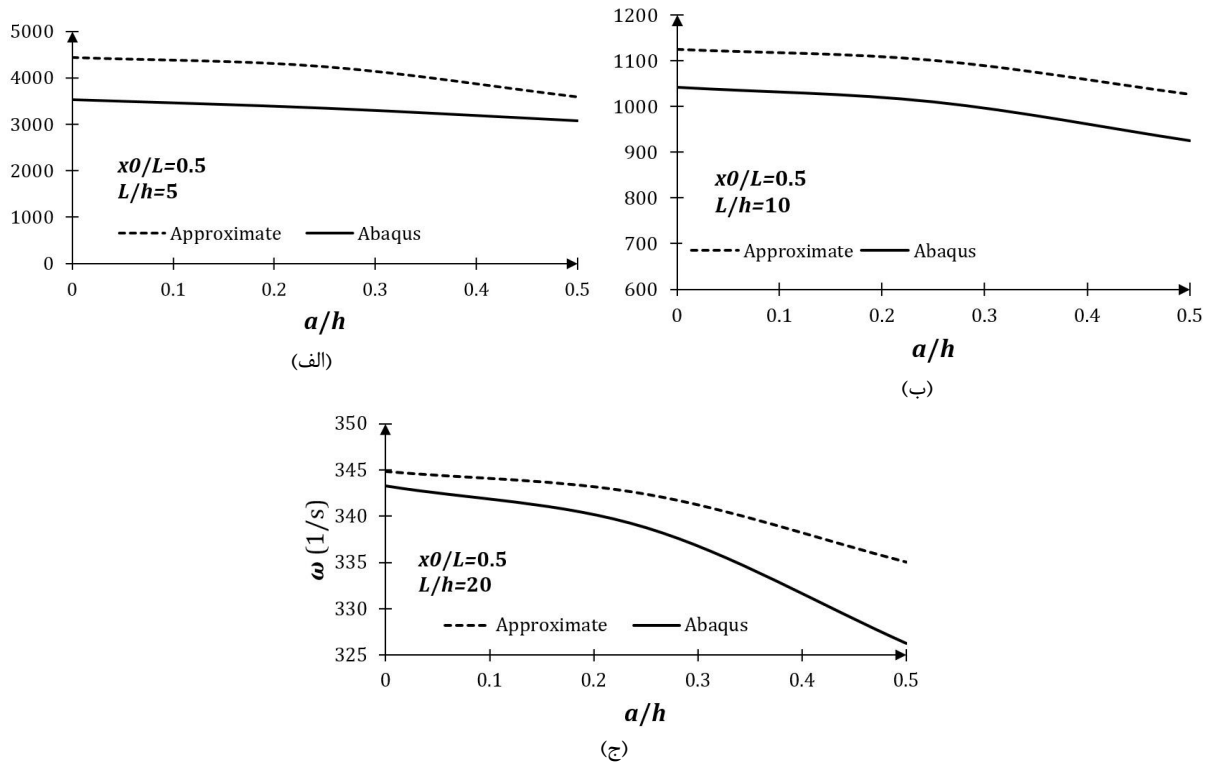 5000
4000
3000
2000
1000
0
x0/L=0.5
L/h=5
Approximate Abaqus
0 0.1 0.2 0.3 0.4 0.5
a/h
(الف)
1200
1100
1000
900
800
700
600
x0/L=0.5
L/h=10
Approximate Abaqus
0 0.1 0.2 0.3 0.4 0.5
a/h
(ب)
ω (1/s)
350
345
340
335
330
325
x0/L=0.5
L/h=20
Approximate Abaqus
0 0.1 0.2 0.3 0.4 0.5
a/h
(ج)